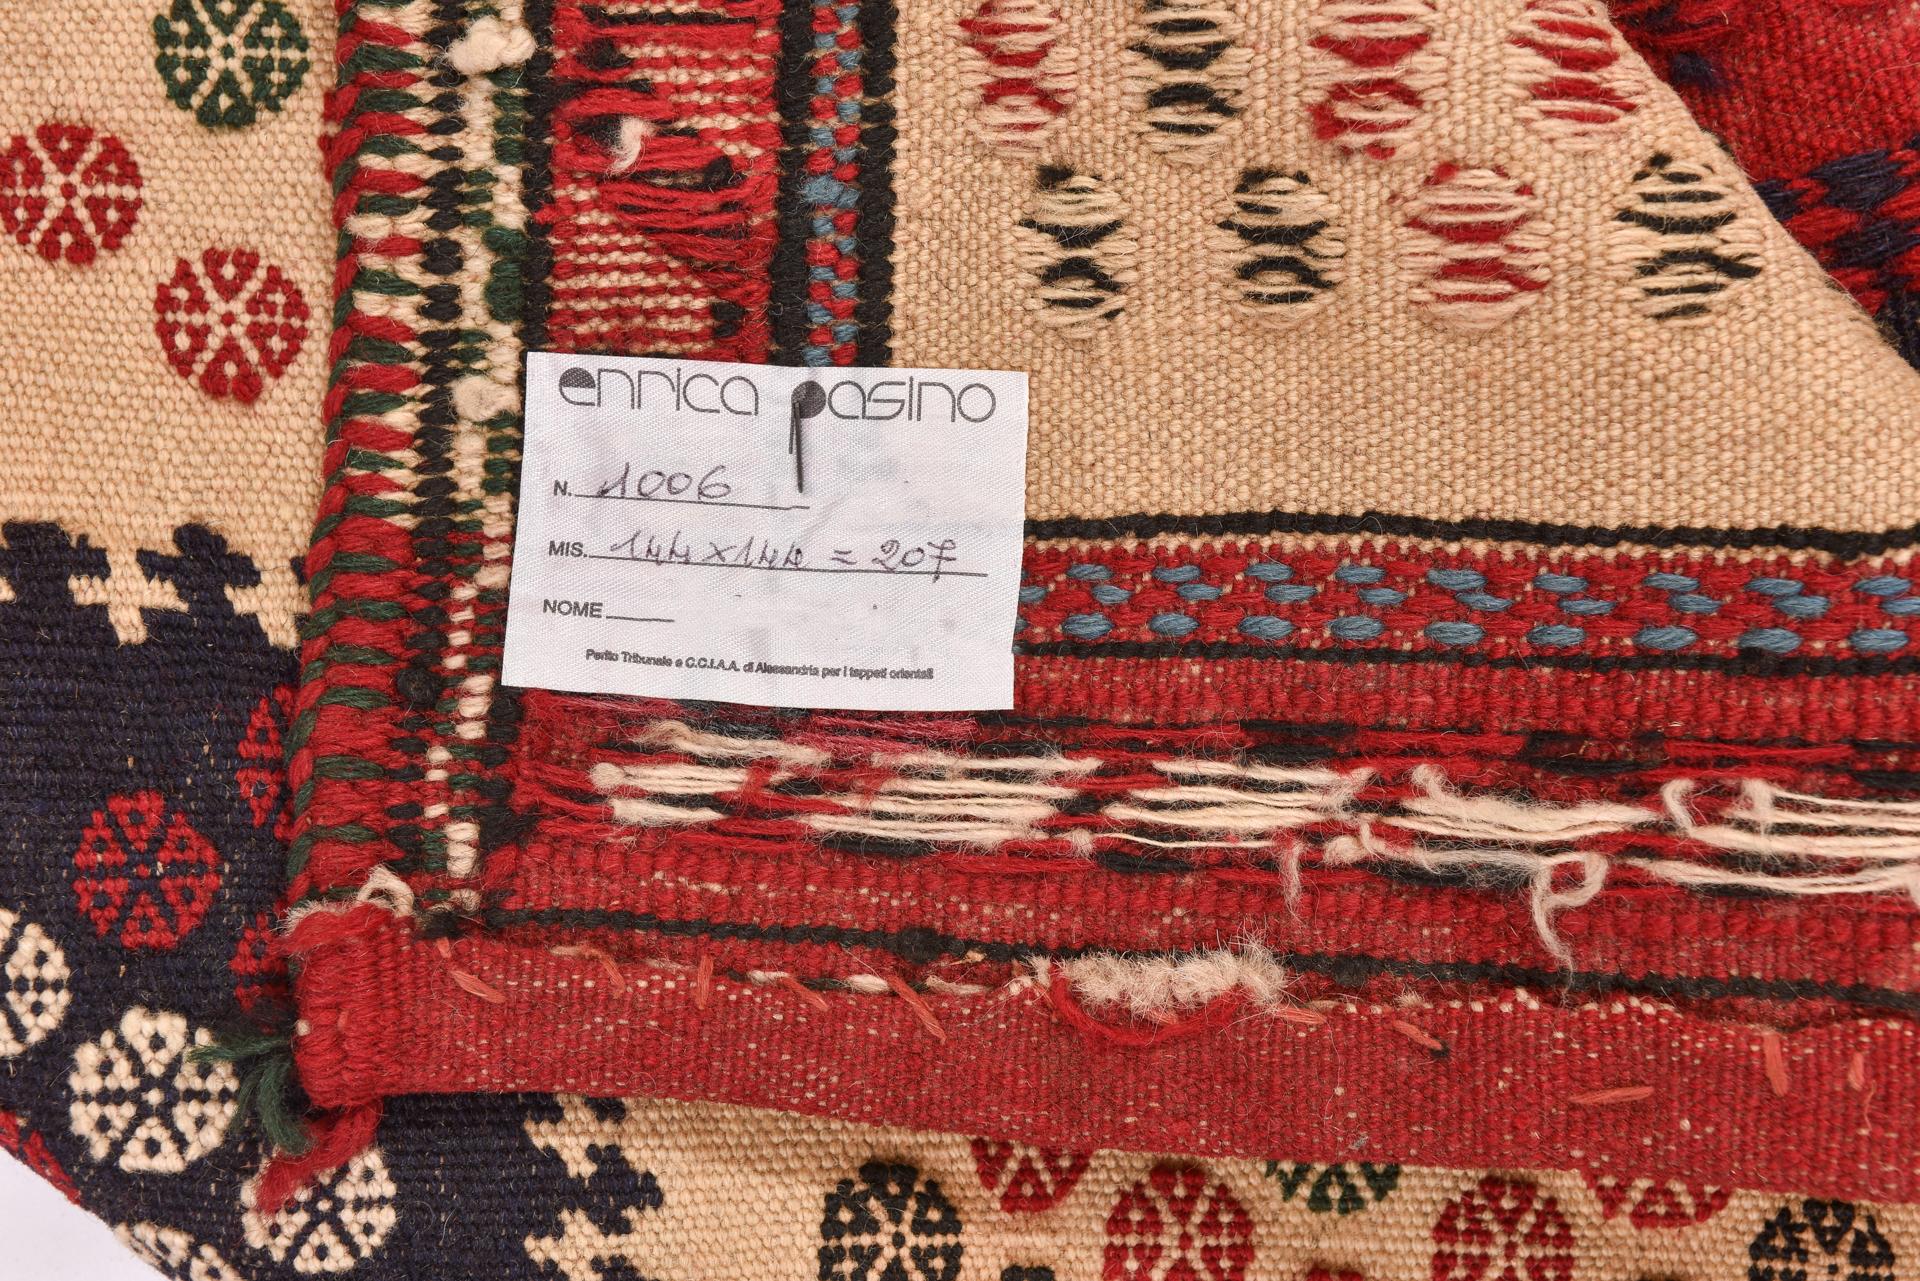 enrica pasino
N. 1006
MIS. 144 x 144 = 207
NOME
Perito Tribunale e C.C.I.A.A. di Alessandria per i tappeti orientali